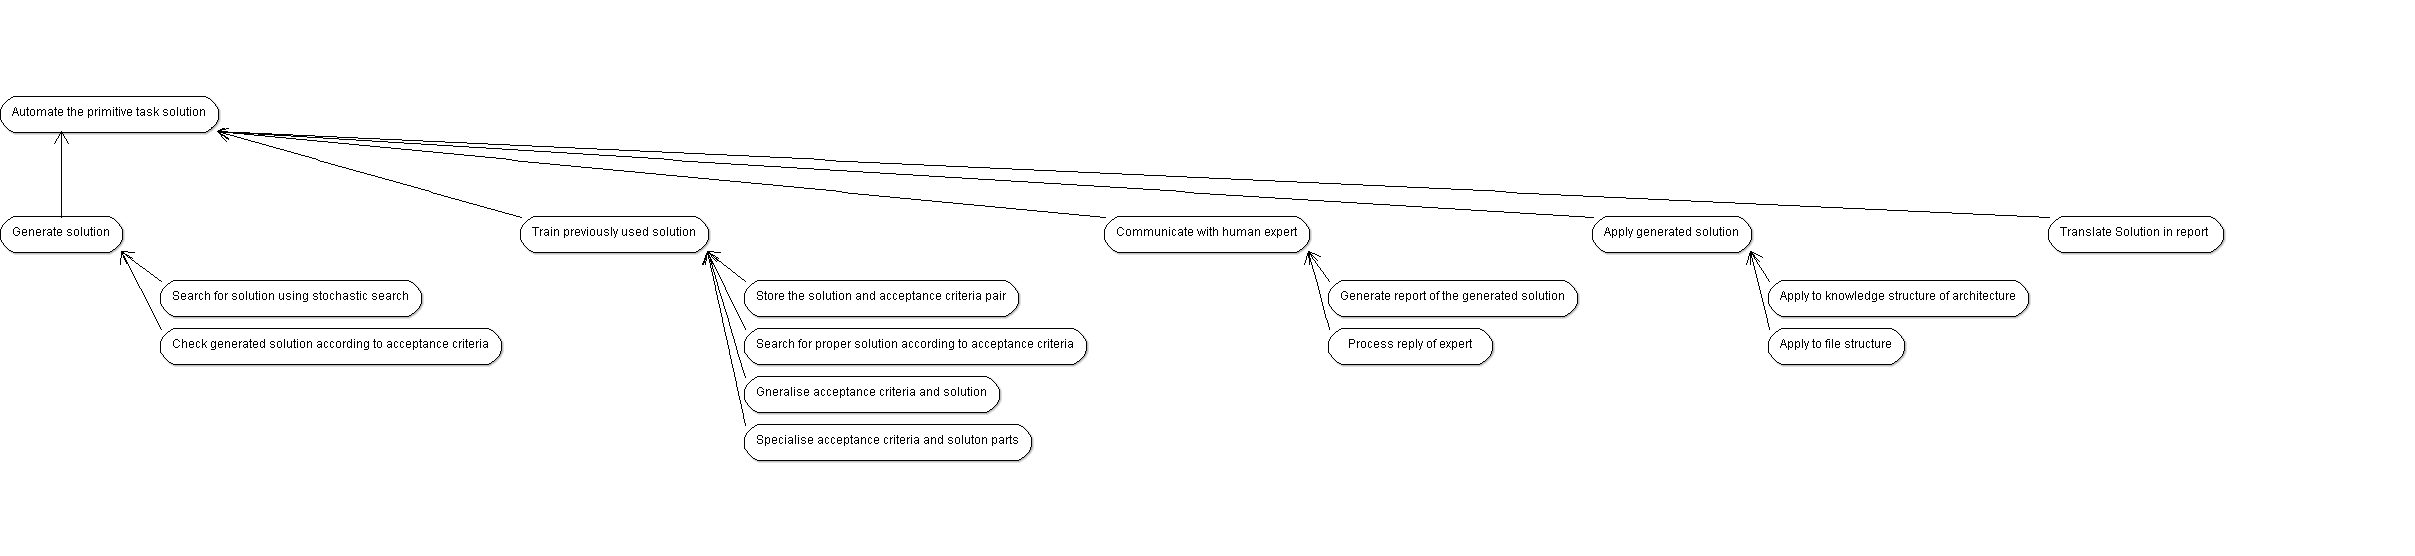 Automate the primitive task solution
Generate solution
Train previously used solution
Communicate with human expert
Apply generated solution
Translate Solution in report
Search for solution using stochastic search
Store the solution and acceptance criteria pair
Generate report of the generated solution
Apply to knowledge structure of architecture
Check generated solution according to acceptance criteria
Search for proper solution according to acceptance criteria
Process reply of expert
Apply to file structure
Gneralise acceptance criteria and solution
Specialise acceptance criteria and soluton parts